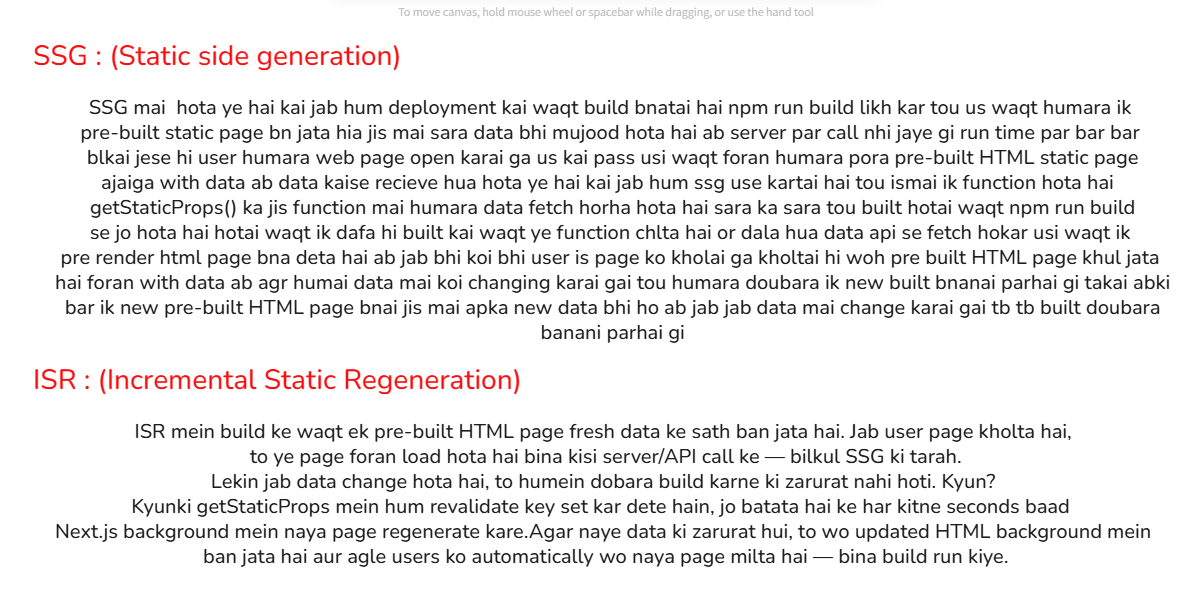 To move canvas, hold mouse wheel or spacebar while dragging, or use the hand tool
SSG : (Static side generation)
SSG mai  hota ye hai kai jab hum deployment kai waqt build bnatai hai npm run build likh kar tou us waqt humara ik
pre-built static page bn jata hia jis mai sara data bhi mujood hota hai ab server par call nhi jaye gi run time par bar bar
blkai jese hi user humara web page open karai ga us kai pass usi waqt foran humara pora pre-built HTML static page
ajaiga with data ab data kaise recieve hua hota ye hai kai jab hum ssg use kartai hai tou ismai ik function hota hai
getStaticProps() ka jis function mai humara data fetch horha hota hai sara ka sara tou built hotai waqt npm run build
se jo hota hai hotai waqt ik dafa hi built kai waqt ye function chlta hai or dala hua data api se fetch hokar usi waqt ik
pre render html page bna deta hai ab jab bhi koi bhi user is page ko kholai ga kholtai hi woh pre built HTML page khul jata
hai foran with data ab agr humai data mai koi changing karai gai tou humara doubara ik new built bnanai parhai gi takai abki
bar ik new pre-built HTML page bnai jis mai apka new data bhi ho ab jab jab data mai change karai gai tb tb built doubara
banani parhai gi
ISR : (Incremental Static Regeneration)
ISR mein build ke waqt ek pre-built HTML page fresh data ke sath ban jata hai. Jab user page kholta hai,
to ye page foran load hota hai bina kisi server/API call ke — bilkul SSG ki tarah.
Lekin jab data change hota hai, to humein dobara build karne ki zarurat nahi hoti. Kyun?
Kyunki getStaticProps mein hum revalidate key set kar dete hain, jo batata hai ke har kitne seconds baad
Next.js background mein naya page regenerate kare.Agar naye data ki zarurat hui, to wo updated HTML background mein
ban jata hai aur agle users ko automatically wo naya page milta hai — bina build run kiye.